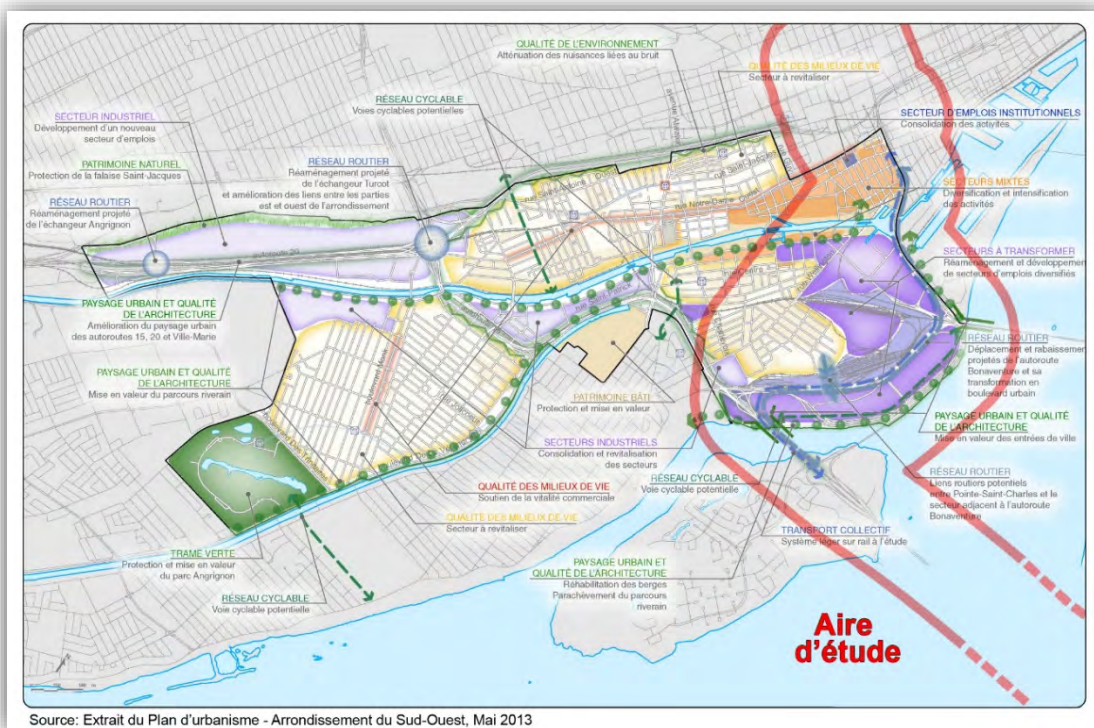 QUALITÉ DE L'ENVIRONNEMENT
Atténuation des nuisances liées au bruit
QUALITÉ DES MILIEUX DE VIE
Secteur à revitaliser
RÉSEAU CYCLABLE
Voies cyclables potentielles
SECTEUR D'EMPLOIS INSTITUTIONNELS
Consolidation des activités
SECTEUR INDUSTRIEL
Développement d'un nouveau
secteur d'emplois
PATRIMOINE NATUREL
Protection de la falaise Saint-Jacques
RÉSEAU ROUTIER
Réaménagement projeté
de l'échangeur Turcot
et amélioration des liens entre les parties
est et ouest de l'arrondissement
SECTEURS MIXTES
Diversification et intensification
des activités
RÉSEAU ROUTIER
Réaménagement projeté
de l'échangeur Angrignon
rue Notre-Dame
SECTEURS À TRANSFORMER
Réaménagement et développement
de secteurs d'emplois diversifiés
PAYSAGE URBAIN ET QUALITÉ
DE L'ARCHITECTURE
Amélioration du paysage urbain
des autoroutes 15, 20 et Ville-Marie
RÉSEAU ROUTIER
Déplacement et rabaissement
projetés de l'autoroute
Bonaventure et sa
transformation en
boulevard urbain
PAYSAGE URBAIN ET QUALITÉ
DE L'ARCHITECTURE
Mise en valeur du parcours riverain
PATRIMOINE BÂTI
Protection et mise en valeur
PAYSAGE URBAIN ET QUALITÉ
DE L'ARCHITECTURE
Mise en valeur des entrées de ville
SECTEURS INDUSTRIELS
Consolidation et revitalisation
des secteurs
RÉSEAU CYCLABLE
Voie cyclable potentielle
RÉSEAU ROUTIER
Liens routiers potentiels
entre Pointe-Saint-Charles et le
secteur adjacent à l'autoroute
Bonaventure
QUALITÉ DES MILIEUX DE VIE
Soutien de la vitalité commerciale
QUALITÉ DES MILIEUX DE VIE
Secteur à revitaliser
TRANSPORT COLLECTIF
Système léger sur rail à l'étude
TRAME VERTE
Protection et mise en valeur
du parc Angrignon
PAYSAGE URBAIN ET
QUALITÉ DE L'ARCHITECTURE
Réhabilitation des berges
Parachèvement du parcours
riverain
RÉSEAU CYCLABLE
Voie cyclable potentielle
Aire
d'étude
Source: Extrait du Plan d'urbanisme - Arrondissement du Sud-Ouest, Mai 2013